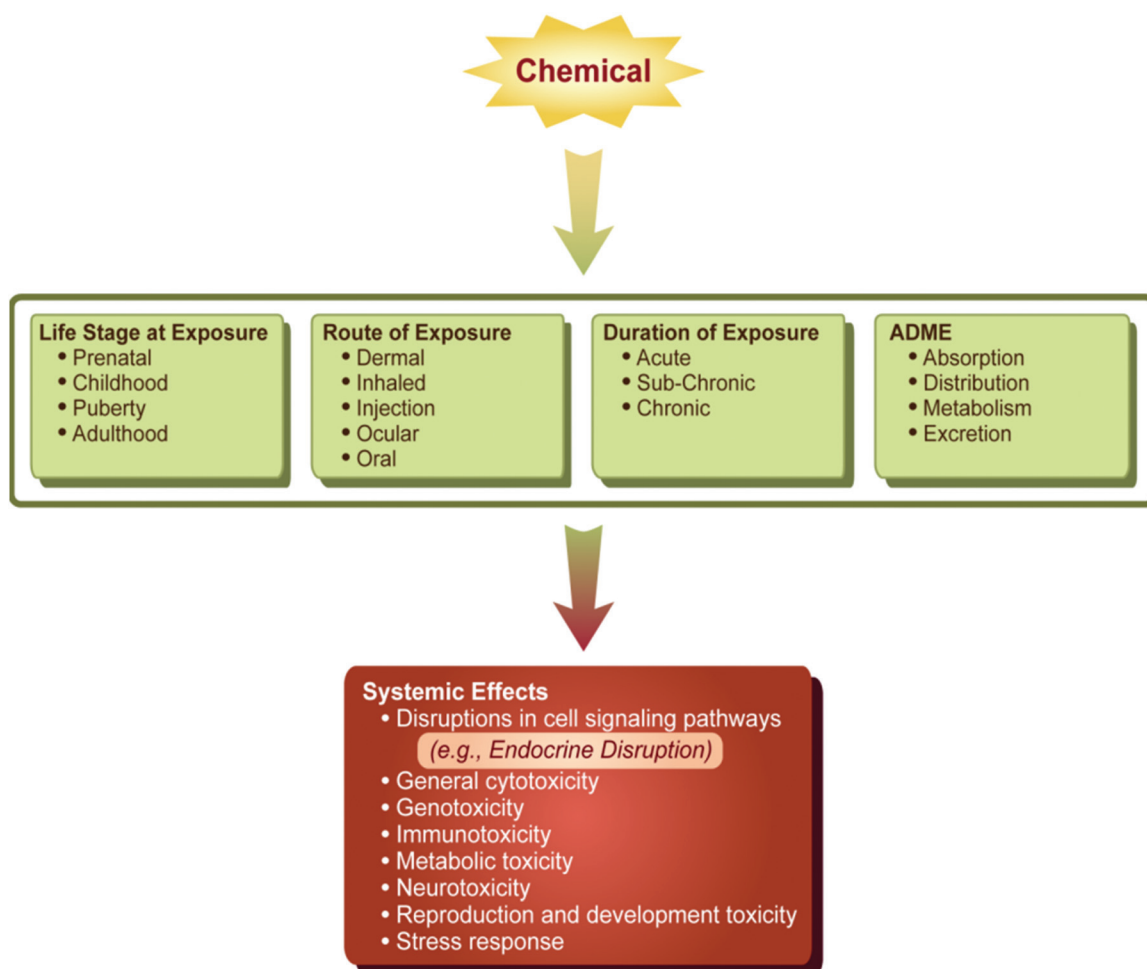 Chemical
Life Stage at Exposure
• Prenatal
• Childhood
• Puberty
• Adulthood
Route of Exposure
• Dermal
• Inhaled
• Injection
• Ocular
• Oral
Duration of Exposure
• Acute
• Sub-Chronic
• Chronic
ADME
• Absorption
• Distribution
• Metabolism
• Excretion
Systemic Effects
• Disruptions in cell signaling pathways
(e.g., Endocrine Disruption)
• General cytotoxicity
• Genotoxicity
• Immunotoxicity
• Metabolic toxicity
• Neurotoxicity
• Reproduction and development toxicity
• Stress response